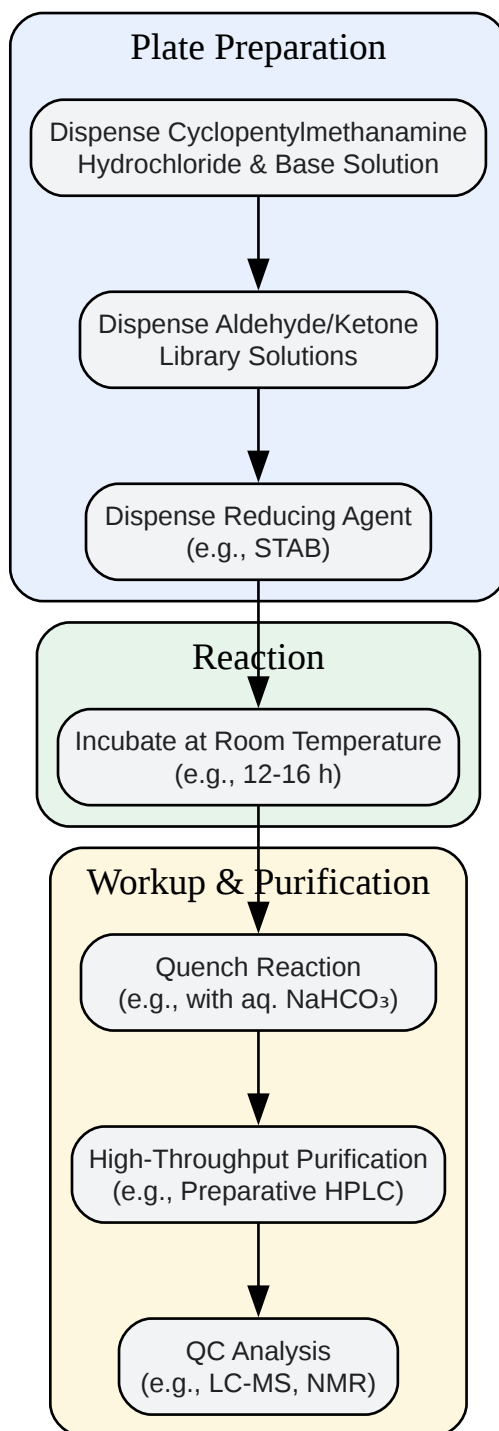 Plate Preparation
Dispense Cyclopentylmethanamine
Hydrochloride & Base Solution
Dispense Aldehyde/Ketone
Library Solutions
Dispense Reducing Agent
(e.g., STAB)
Reaction
Incubate at Room Temperature
(e.g., 12-16 h)
Workup & Purification
Quench Reaction
(e.g., with aq. NaHCO₃)
High-Throughput Purification
(e.g., Preparative HPLC)
QC Analysis
(e.g., LC-MS, NMR)